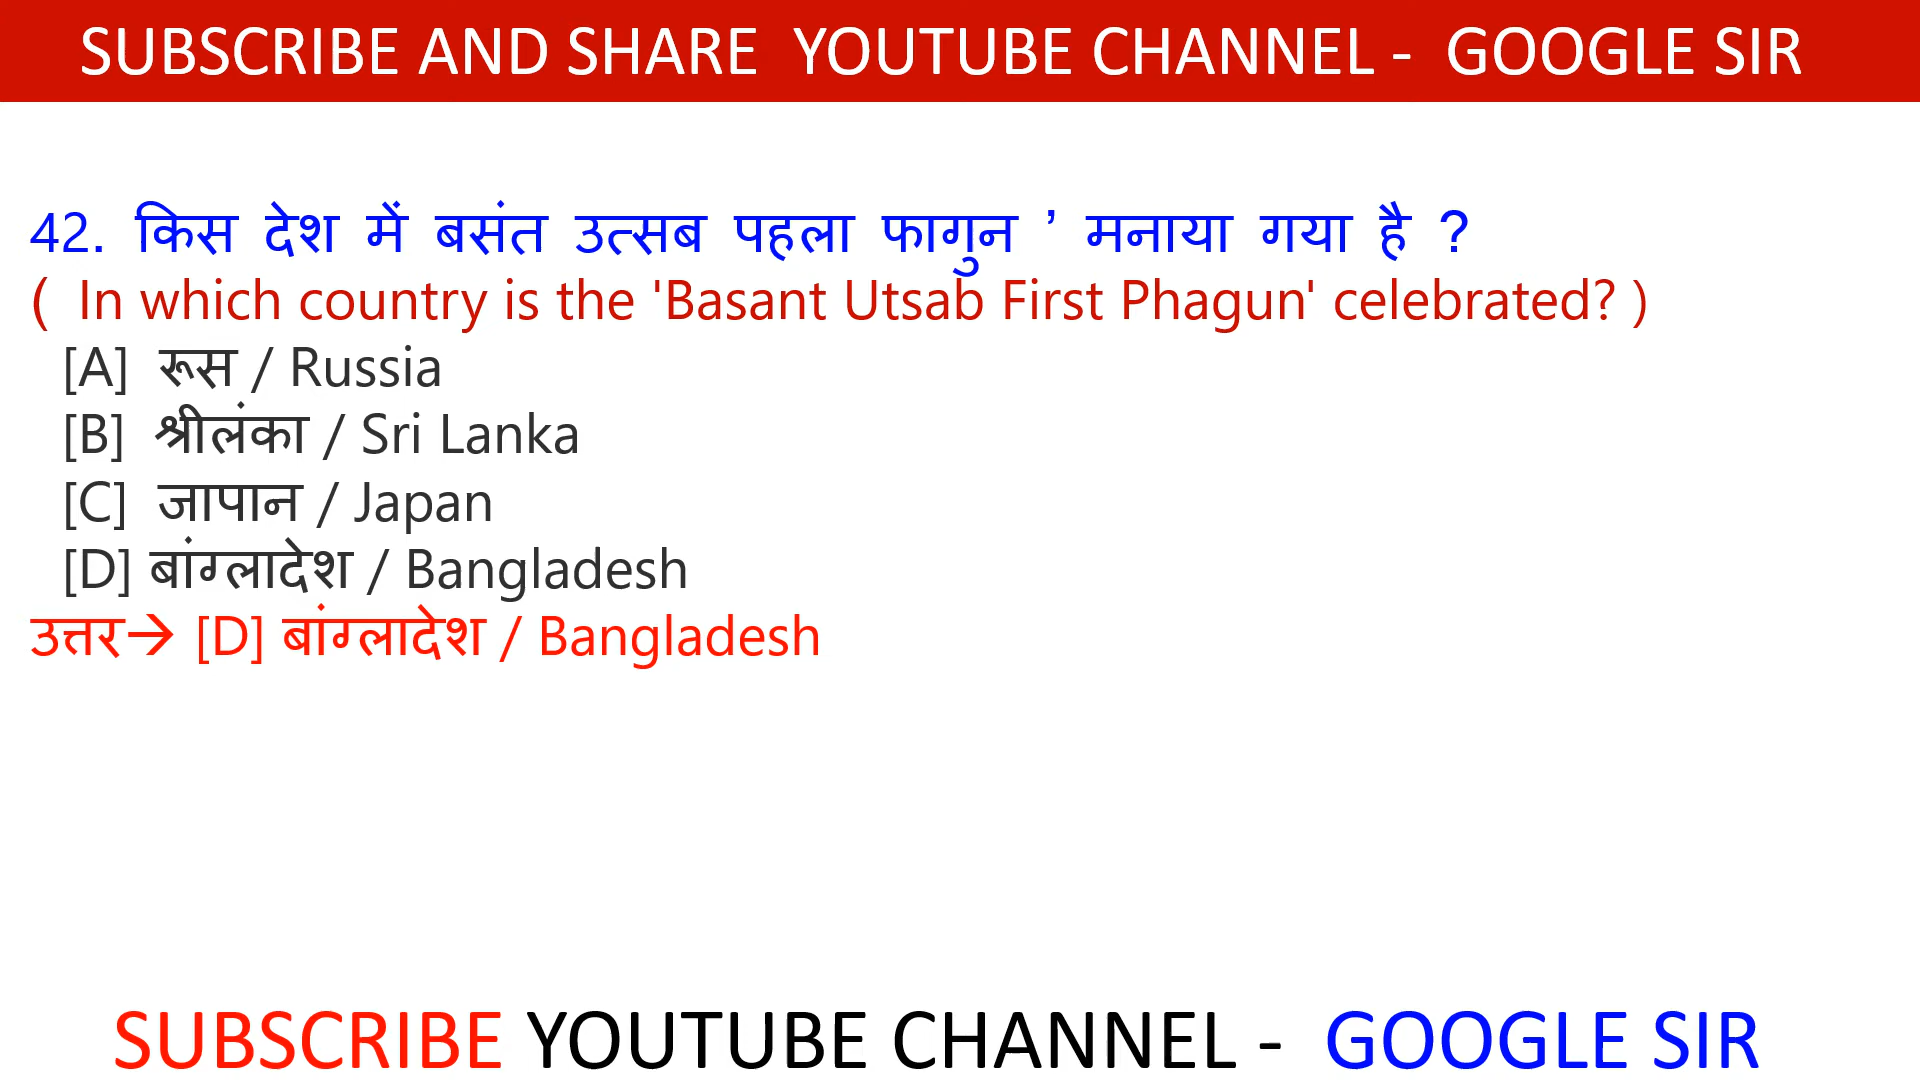 SUBSCRIBE AND SHARE YOUTUBE CHANNEL - GOOGLE SIR
42. किस देश में बसंत उत्सब पहला फागुन ’ मनाया गया है ?
( In which country is the 'Basant Utsab First Phagun' celebrated? )
[A] रूस / Russia
[B] श्रीलंका / Sri Lanka
[C] जापान / Japan
[D] बांग्लादेश / Bangladesh
उत्तर→ [D] बांग्लादेश / Bangladesh
SUBSCRIBE YOUTUBE CHANNEL - GOOGLE SIR